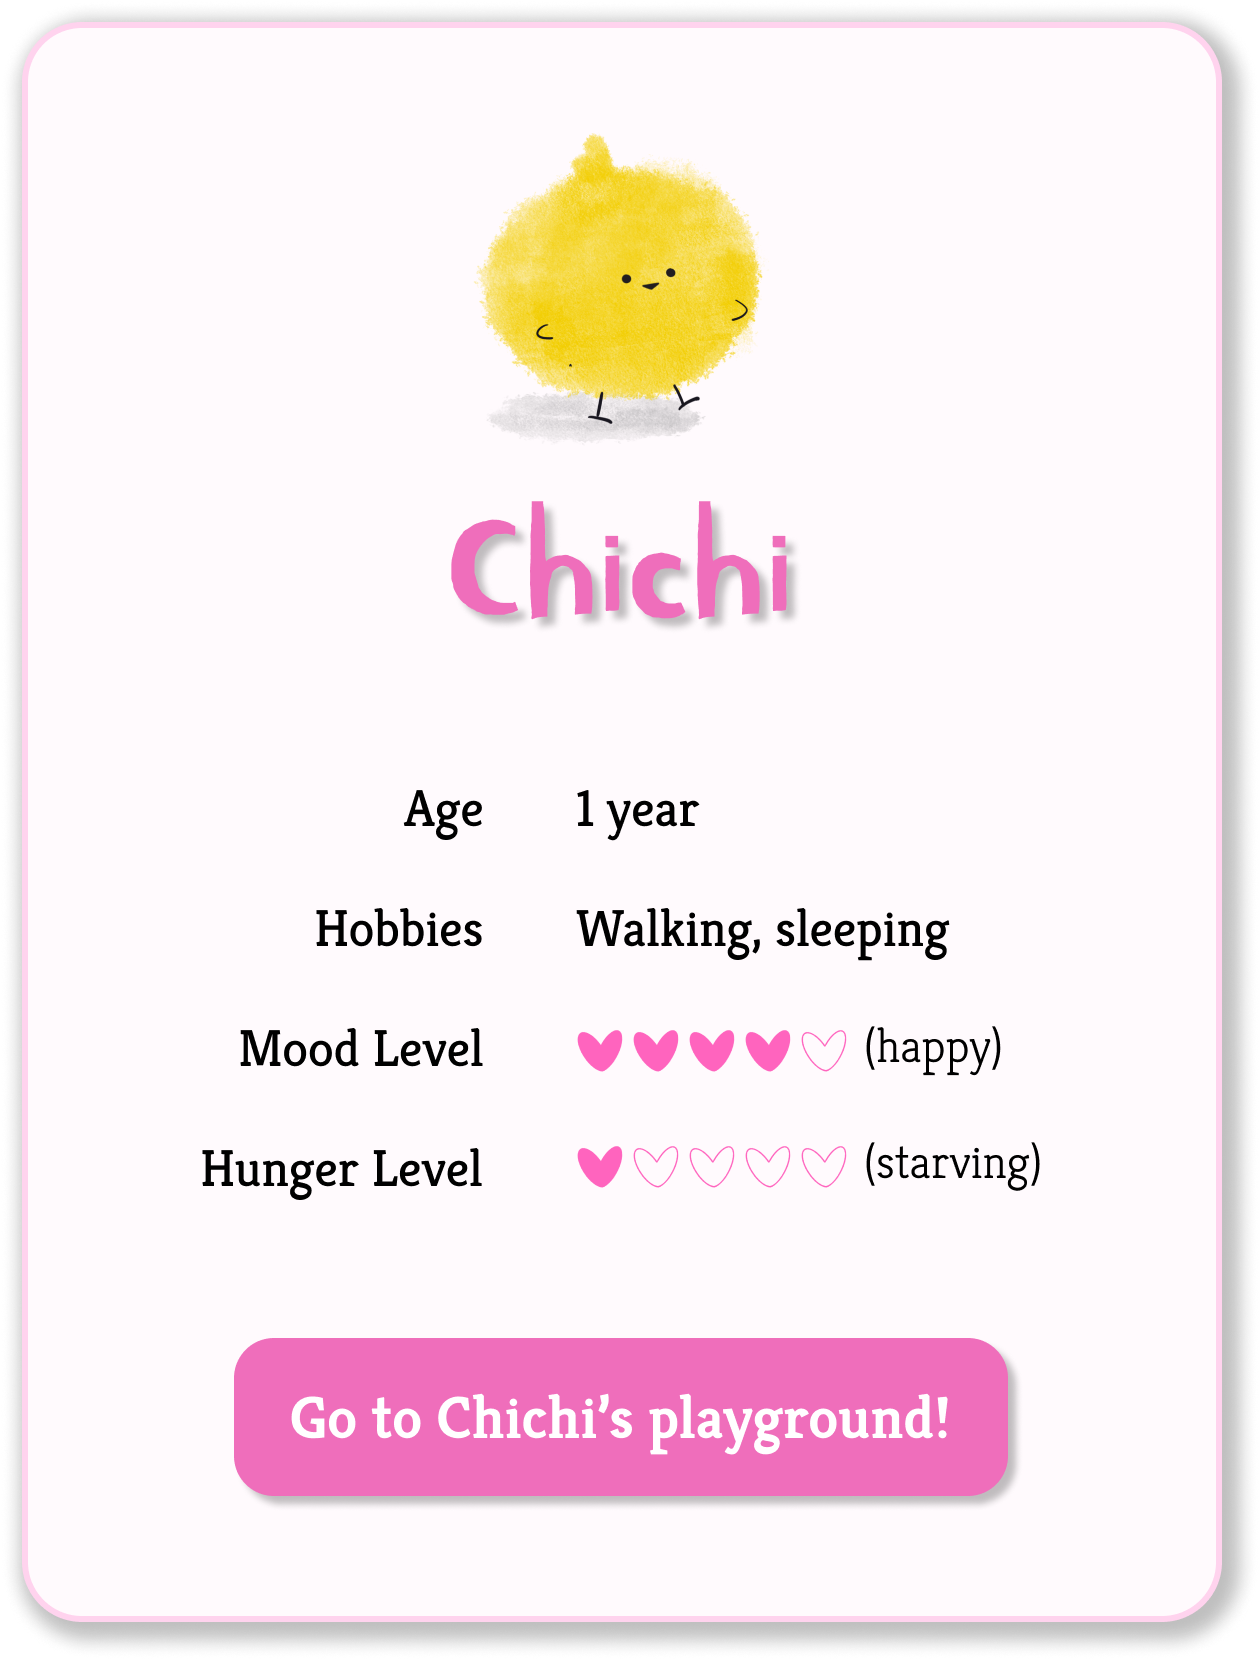 Chichi
Age 1 year
Hobbies Walking, sleeping
Mood Level (happy)
Hunger Level (starving)
Go to Chichi’s playground!